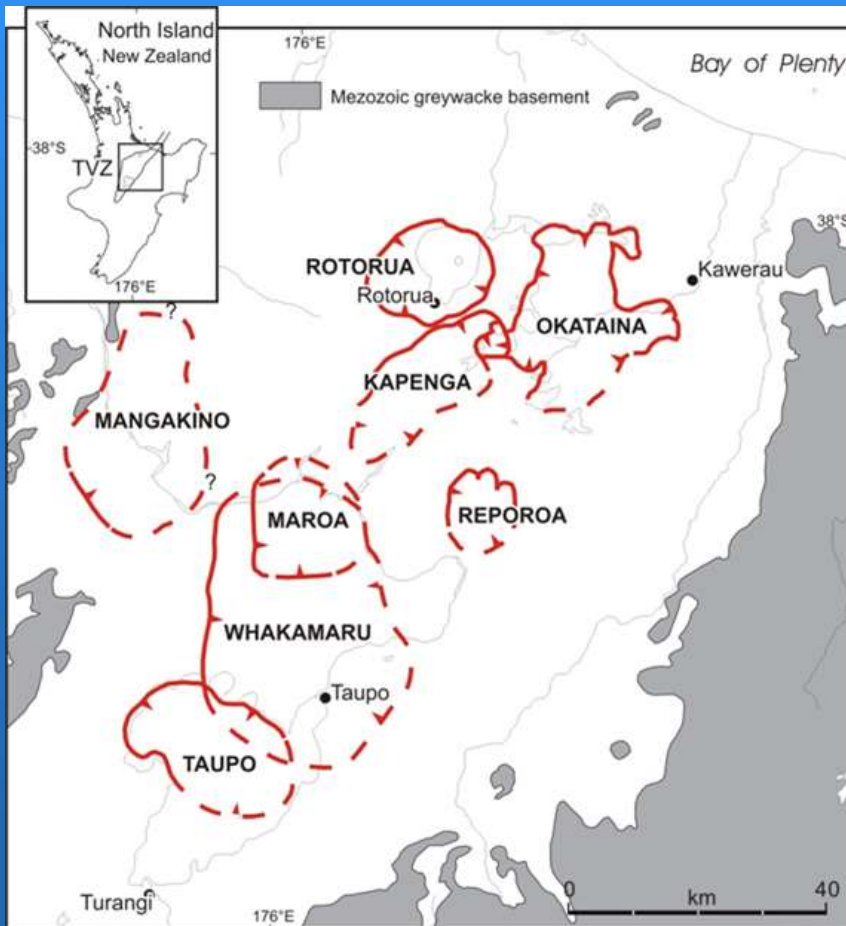 North Island
New Zealand
38°S
TVZ
176°E
176°E
Bay of Plenty
Mezozoic greywacke basement
38°S
ROTORUA
Rotorua
Kawerau
OKATAINA
?
KAPENGA
MANGAKINO
?
MAROA
REPOROA
WHAKAMARU
Taupo
TAUPO
Turangi
176°E
0
km
40